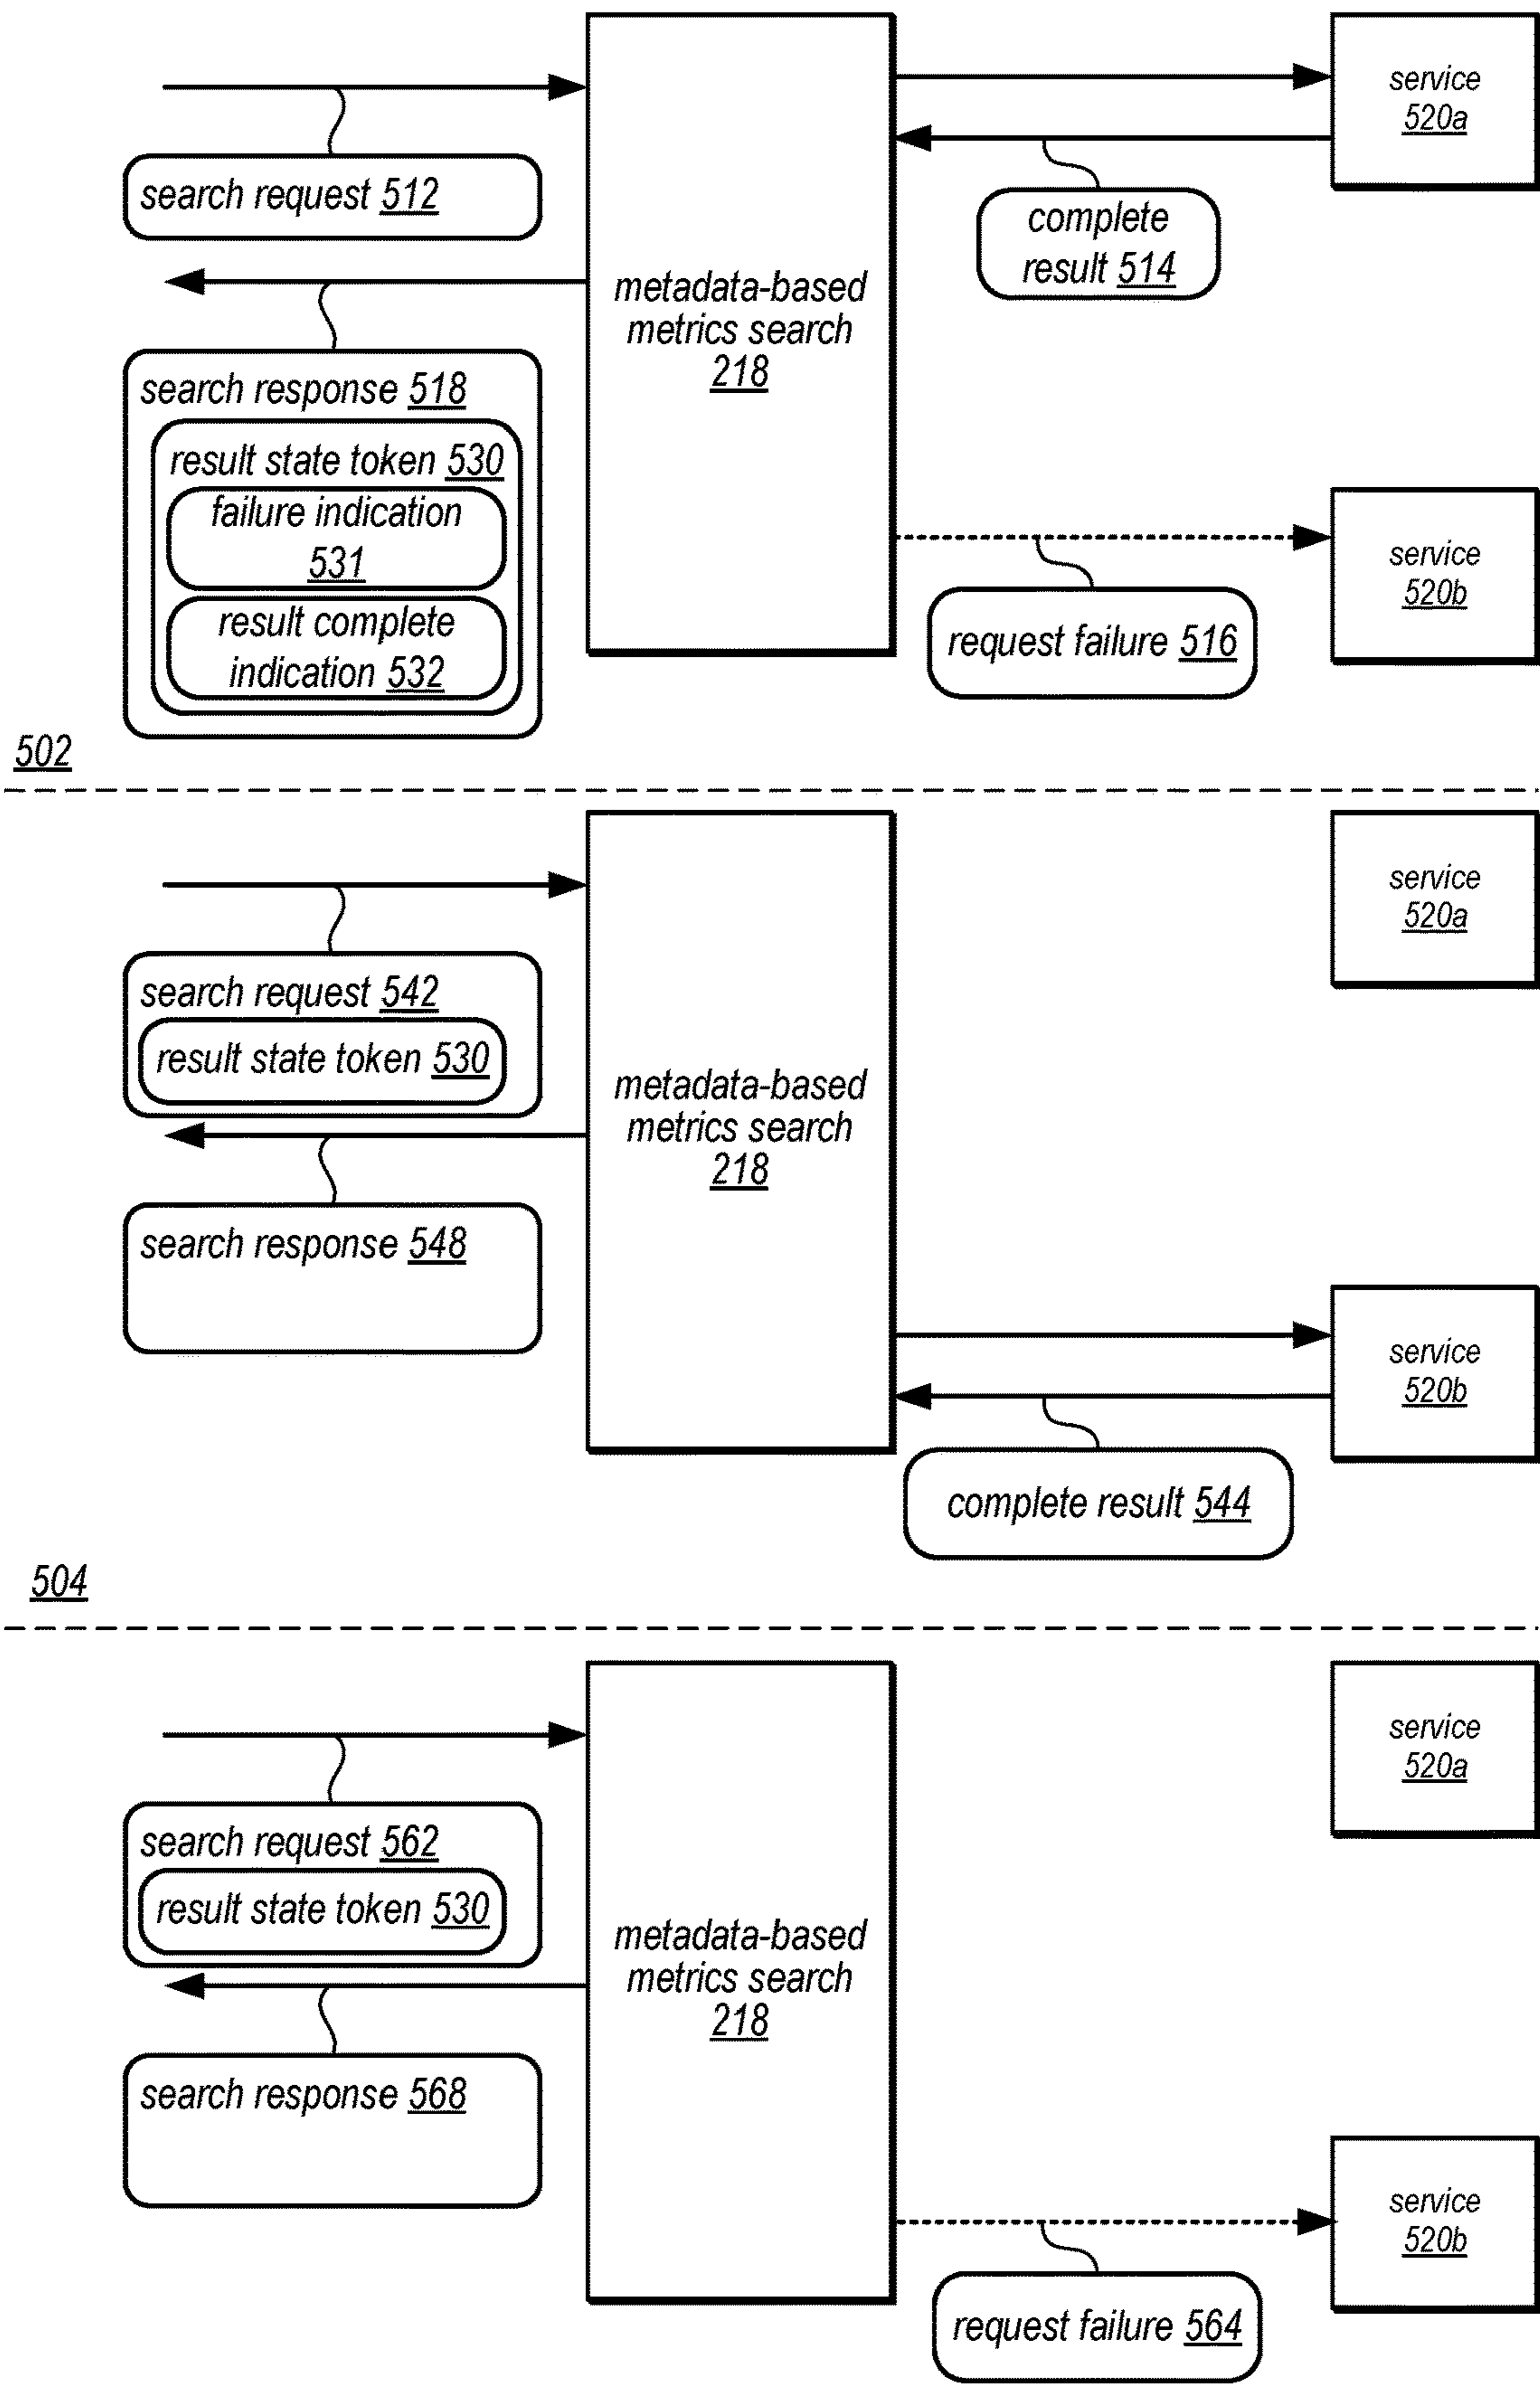 service
520a
search request 512
complete
result 514
metadata-based
metrics search
218
search response 518
result state token 530
failure indication
531
result complete
indication 532
service
520b
request failure 516
502
service
520a
search request 542
result state token 530
metadata-based
metrics search
218
search response 548
service
520b
complete result 544
504
service
520a
search request 562
result state token 530
metadata-based
metrics search
218
search response 568
service
520b
request failure 564